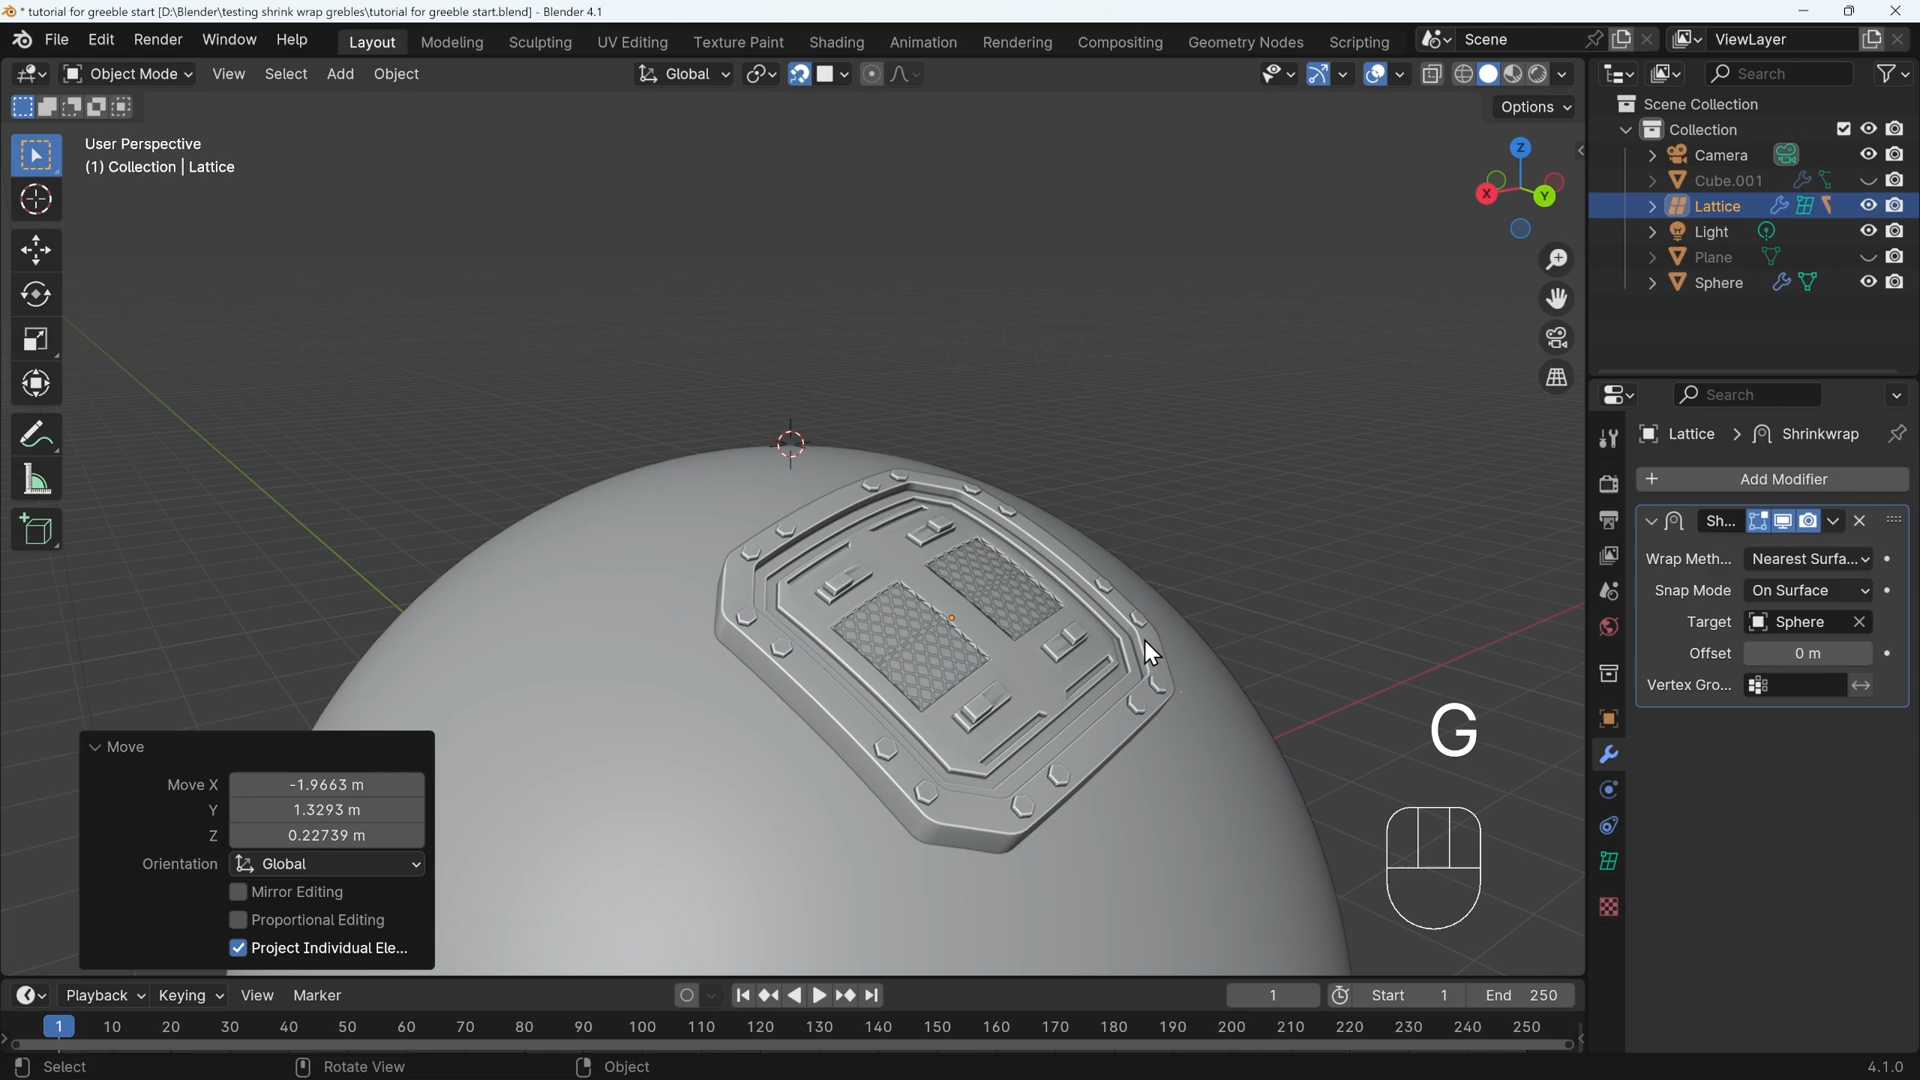 * tutorial for greeble start [D:\Blender\testing shrink wrap grebles\tutorial for greeble start.blend] - Blender 4.1
File Edit Render Window Help Layout Modeling Sculpting UV Editing Texture Paint Shading Animation Rendering Compositing Geometry Nodes Scripting Scene ViewLayer
Object Mode View Select Add Object Global Search
Options
User Perspective
(1) Collection | Lattice
Z
X
Y
Scene Collection
Collection
Camera
Cube.001
Lattice
Light
Plane
Sphere
Search
Lattice > Shrinkwrap
+ Add Modifier
Sh...
Wrap Meth... Nearest Surfa...
Snap Mode On Surface
Target Sphere
Offset 0 m
Vertex Gro...
G
Move
Move X -1.9663 m
Y 1.3293 m
Z 0.22739 m
Orientation Global
Mirror Editing
Proportional Editing
Project Individual Ele...
Playback Keying View Marker 1 Start 1 End 250
1 10 20 30 40 50 60 70 80 90 100 110 120 130 140 150 160 170 180 190 200 210 220 230 240 250
Select Rotate View Object 4.1.0